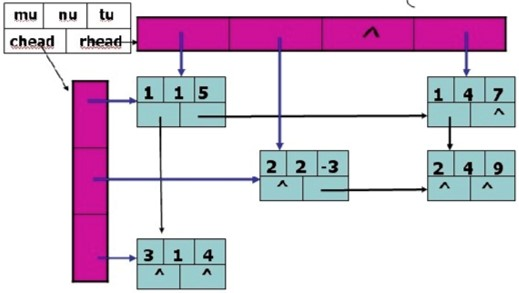 mu nu tu
chead rhead
^
1 1 5
1 4 7
^
2 2 -3
^
2 4 9
^ ^
3 1 4
^ ^